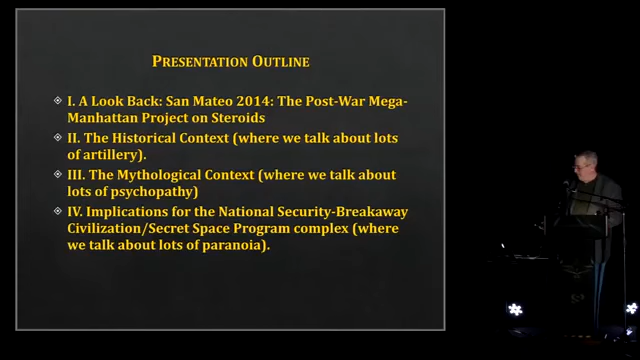 PRESENTATION OUTLINE
I. A Look Back: San Mateo 2014: The Post-War Mega-
Manhattan Project on Steroids
II. The Historical Context (where we talk about lots
of artillery).
III. The Mythological Context (where we talk about
lots of psychopathy)
IV. Implications for the National Security-Breakaway
Civilization/Secret Space Program complex (where
we talk about lots of paranoia).